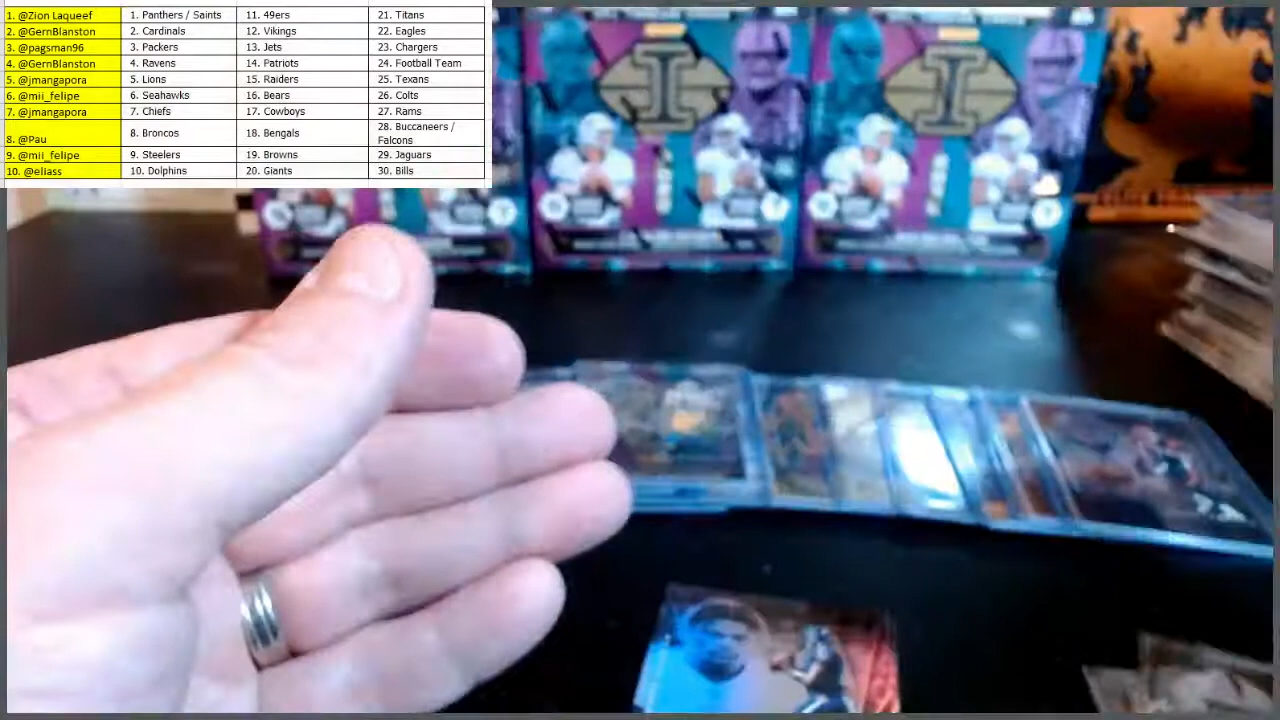 1. @Zion Laqueef 1. Panthers / Saints 11. 49ers 21. Titans
2. @GernBlanston 2. Cardinals 12. Vikings 22. Eagles
3. @pagsman96 3. Packers 13. Jets 23. Chargers
4. @GernBlanston 4. Ravens 14. Patriots 24. Football Team
5. @jmangapora 5. Lions 15. Raiders 25. Texans
6. @mii_felipe 6. Seahawks 16. Bears 26. Colts
7. @jmangapora 7. Chiefs 17. Cowboys 27. Rams
8. @Pau 8. Broncos 18. Bengals 28. Buccaneers /
Falcons
9. @mii_felipe 9. Steelers 19. Browns 29. Jaguars
10. @eliass 10. Dolphins 20. Giants 30. Bills